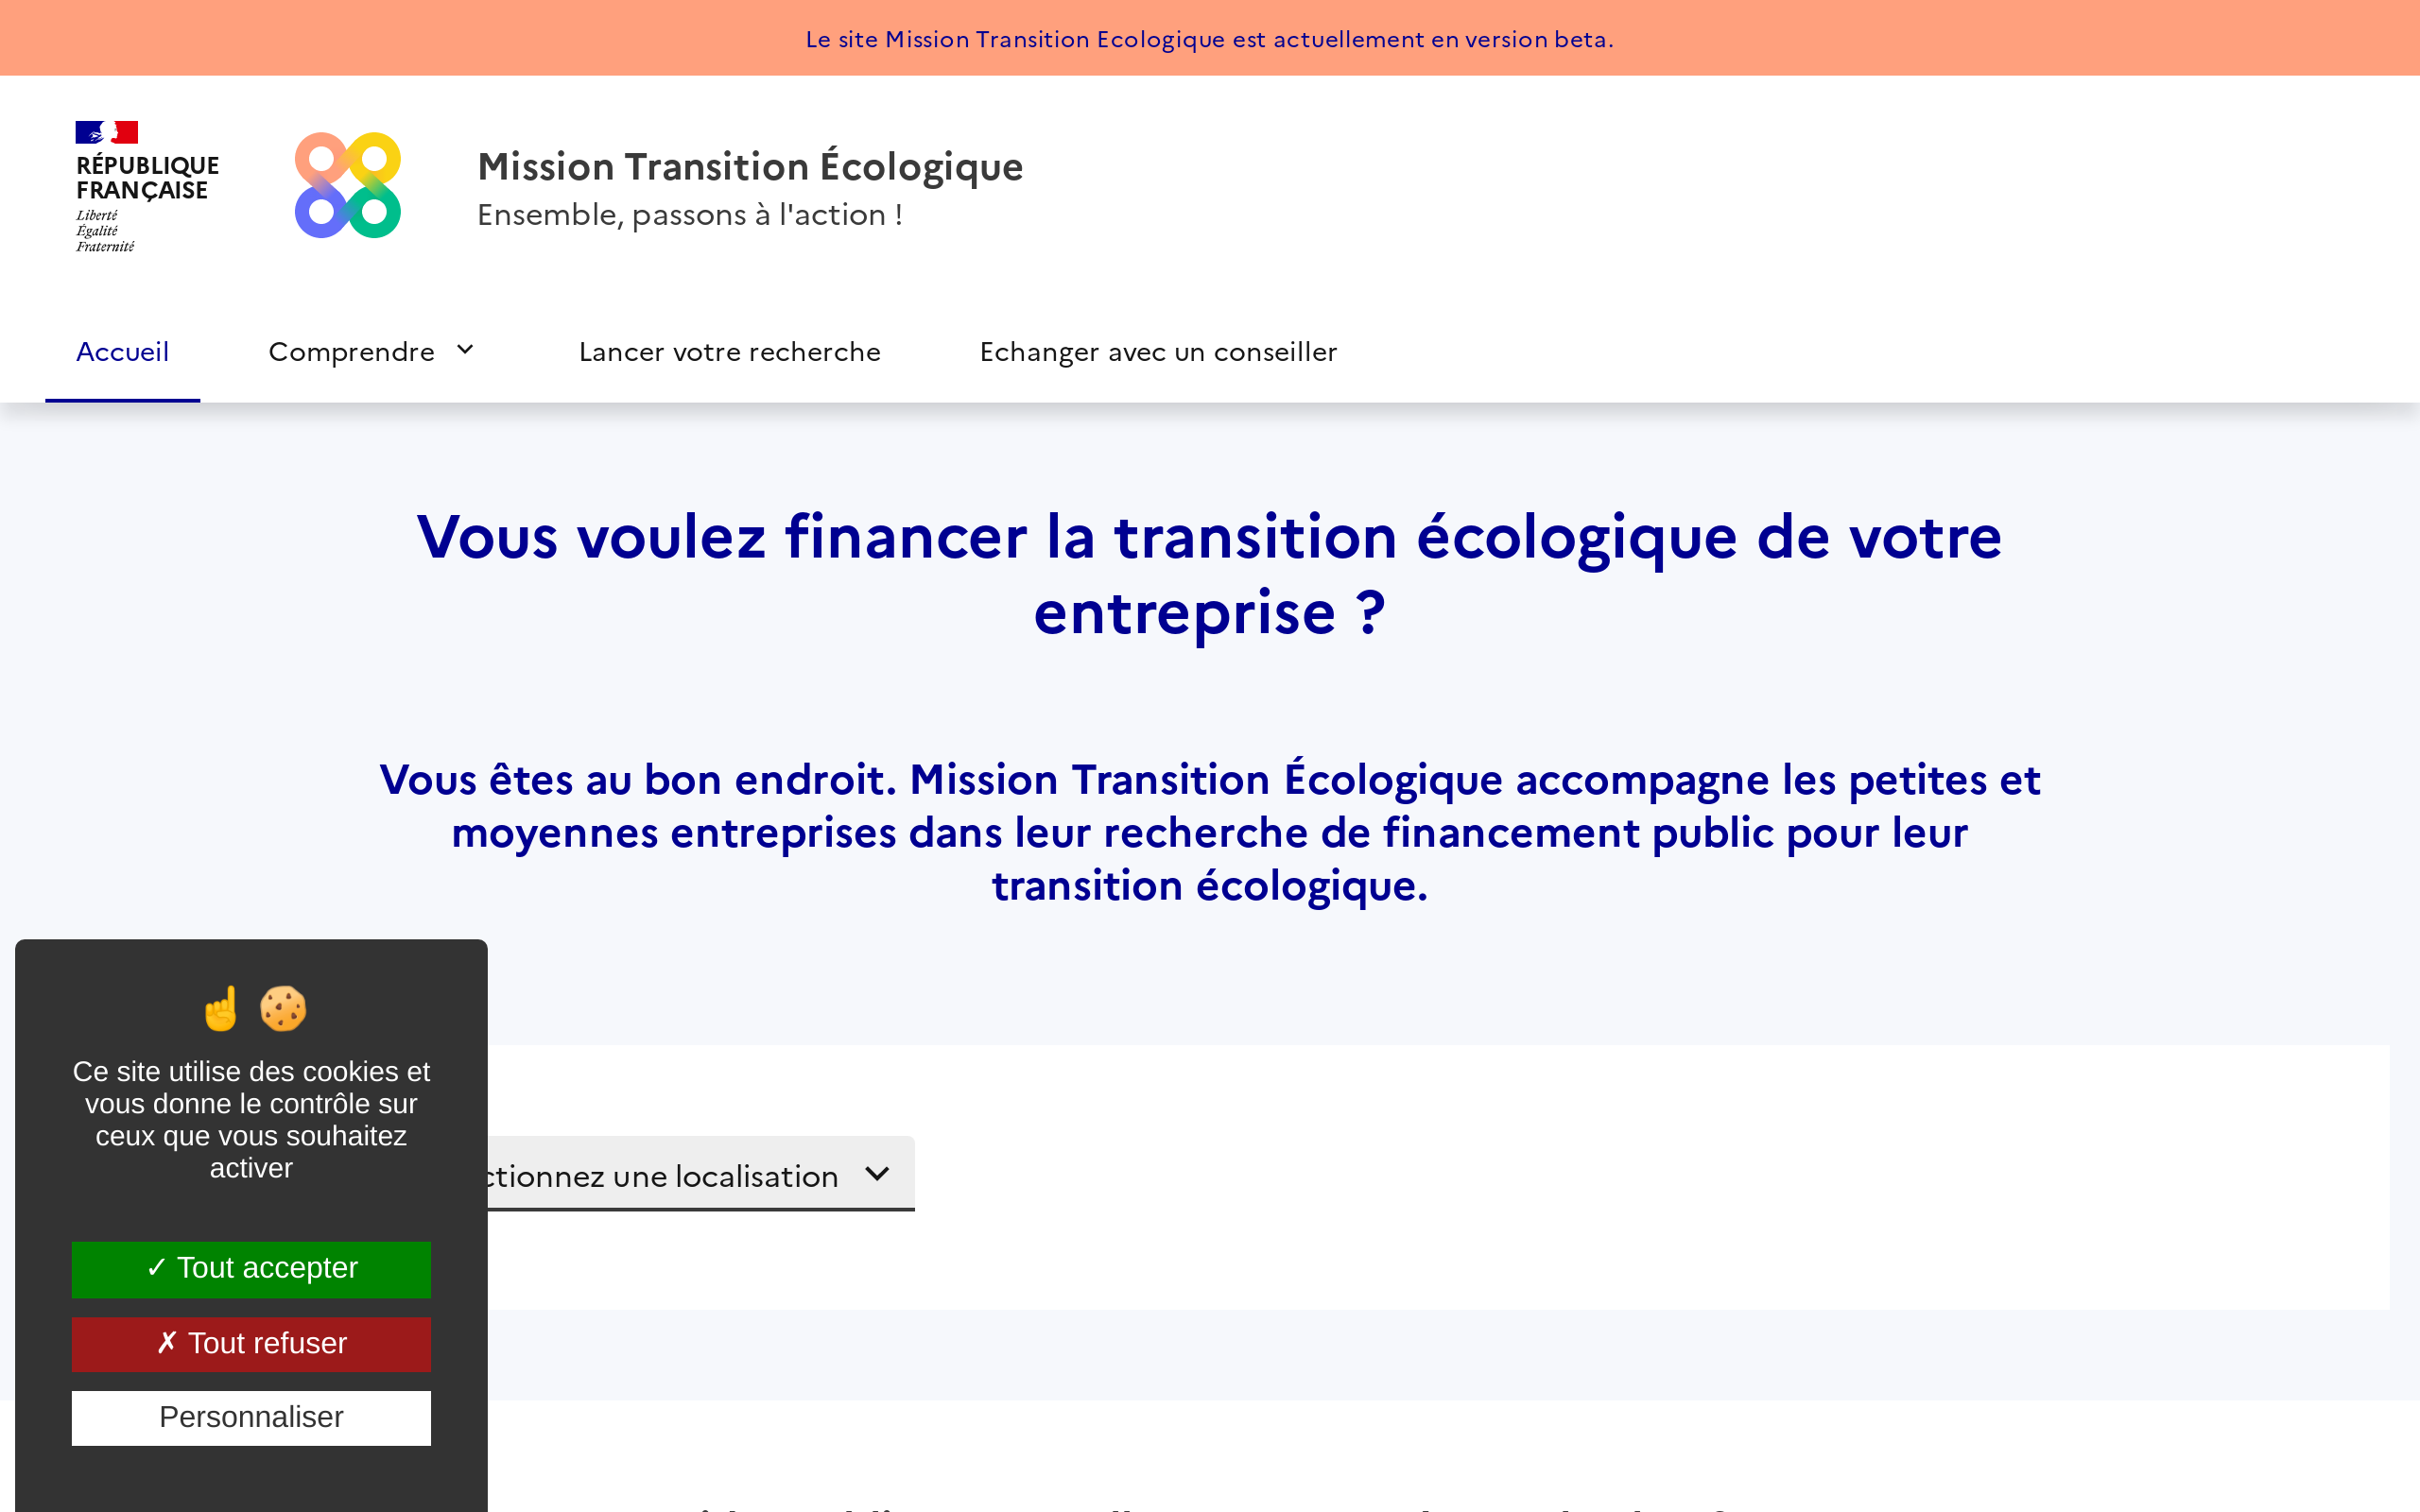 Le site Mission Transition Ecologique est actuellement en version beta.
RÉPUBLIQUE
FRANÇAISE
Liberté
Égalité
Fraternité
Mission Transition Écologique
Ensemble, passons à l'action !
Accueil
Comprendre
Lancer votre recherche
Echanger avec un conseiller
Vous voulez financer la transition écologique de votre
entreprise ?
Vous êtes au bon endroit. Mission Transition Écologique accompagne les petites et
moyennes entreprises dans leur recherche de financement public pour leur
transition écologique.
☝️ 🍪
Ce site utilise des cookies et
vous donne le contrôle sur
ceux que vous souhaitez
activer
ctionnez une localisation
✓ Tout accepter
✗ Tout refuser
Personnaliser